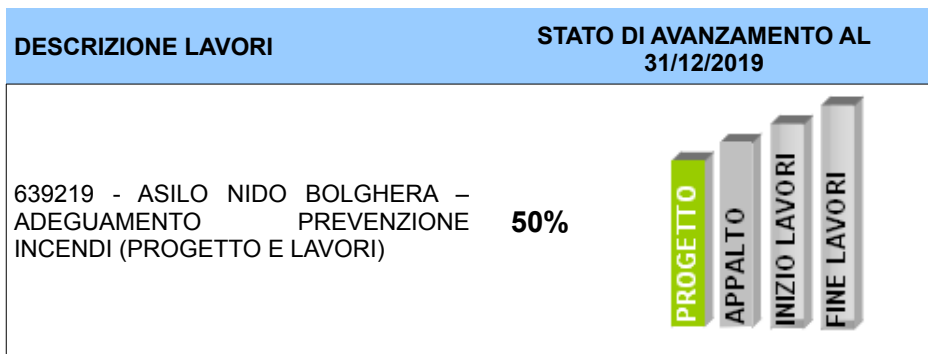 DESCRIZIONE LAVORI
STATO DI AVANZAMENTO AL
31/12/2019
639219 - ASILO NIDO BOLGHERA –
ADEGUAMENTO PREVENZIONE
INCENDI (PROGETTO E LAVORI)
50%
PROGETTO
APPALTO
INIZIO LAVORI
FINE LAVORI